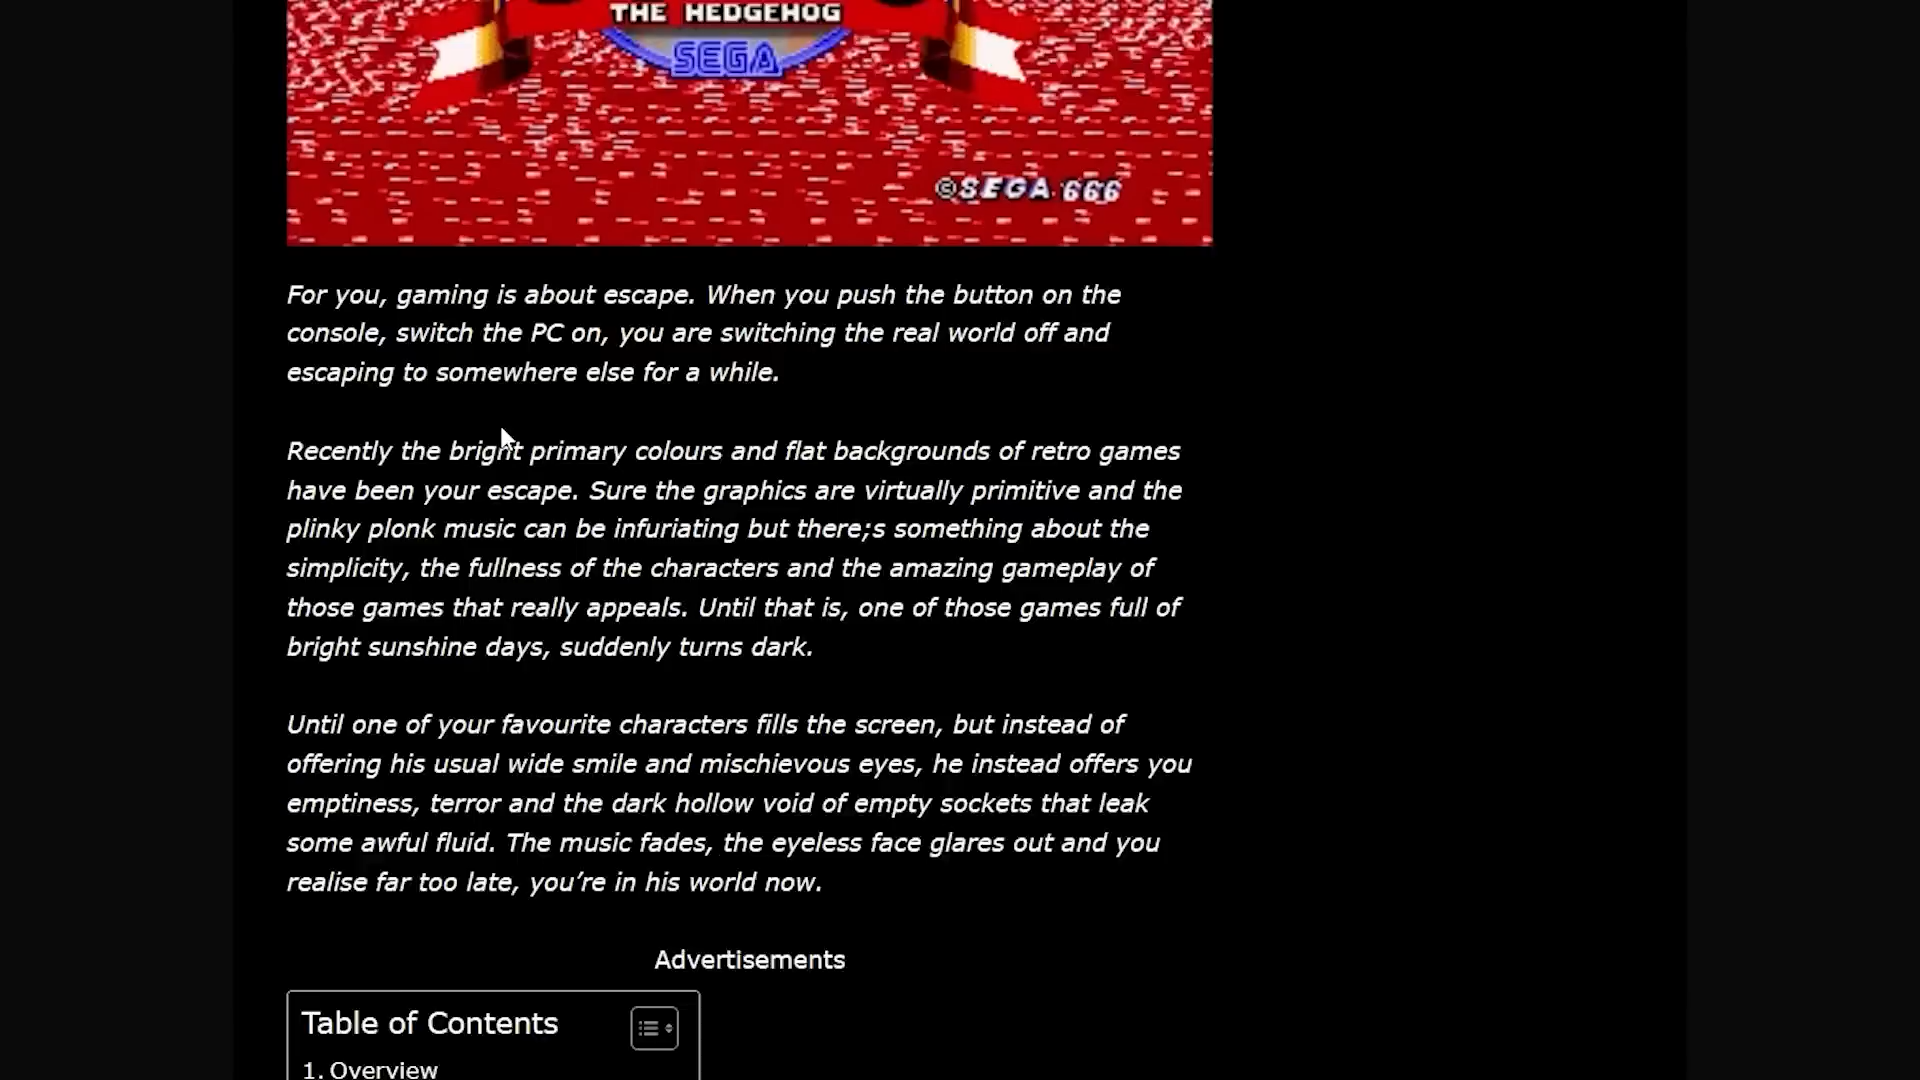 THE HEDGEHOG
SEGA
©SEGA 666
For you, gaming is about escape. When you push the button on the
console, switch the PC on, you are switching the real world off and
escaping to somewhere else for a while.
Recently the bright primary colours and flat backgrounds of retro games
have been your escape. Sure the graphics are virtually primitive and the
plinky plonk music can be infuriating but there;s something about the
simplicity, the fullness of the characters and the amazing gameplay of
those games that really appeals. Until that is, one of those games full of
bright sunshine days, suddenly turns dark.
Until one of your favourite characters fills the screen, but instead of
offering his usual wide smile and mischievous eyes, he instead offers you
emptiness, terror and the dark hollow void of empty sockets that leak
some awful fluid. The music fades, the eyeless face glares out and you
realise far too late, you’re in his world now.
Advertisements
Table of Contents
1. Overview